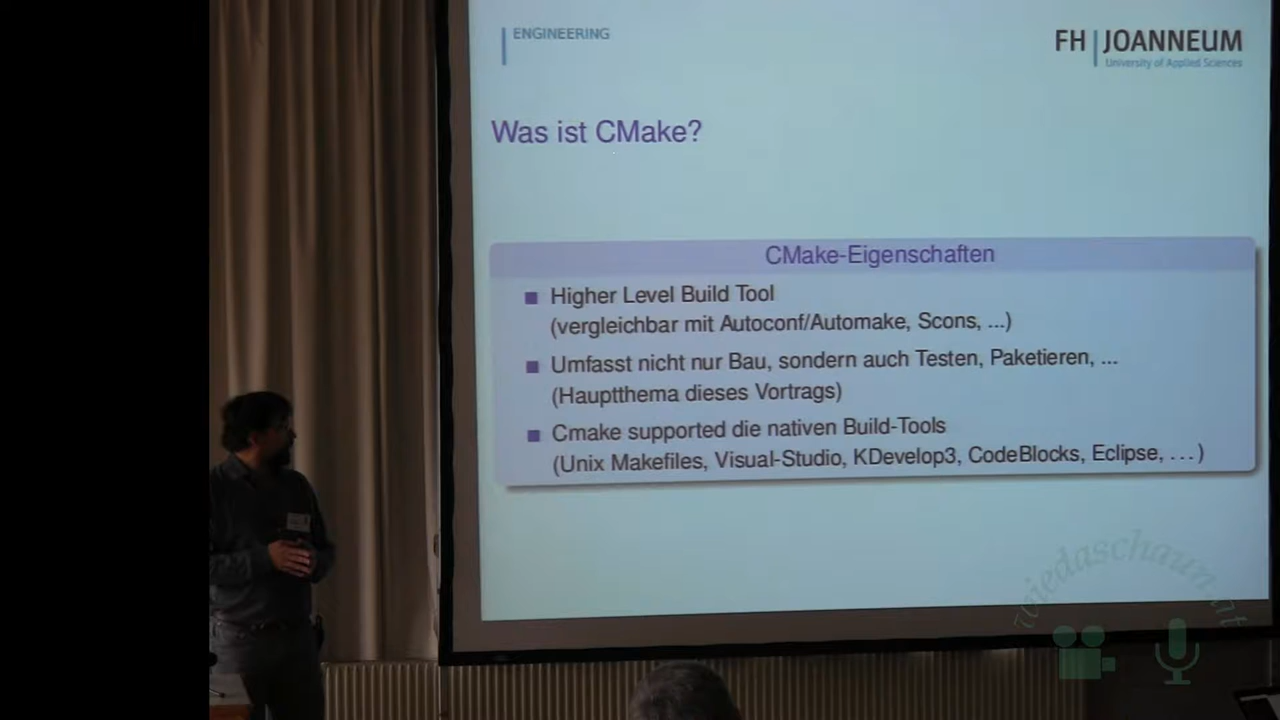 ENGINEERING
FH JOANNEUM
University of Applied Sciences
Was ist CMake?
CMake-Eigenschaften
Higher Level Build Tool
(vergleichbar mit Autoconf/Automake, Scons, ...)
Umfasst nicht nur Bau, sondern auch Testen, Paketieren, ...
(Hauptthema dieses Vortrags)
Cmake supported die nativen Build-Tools
(Unix Makefiles, Visual-Studio, KDevelop3, CodeBlocks, Eclipse, ...)
wiedaschaun.at